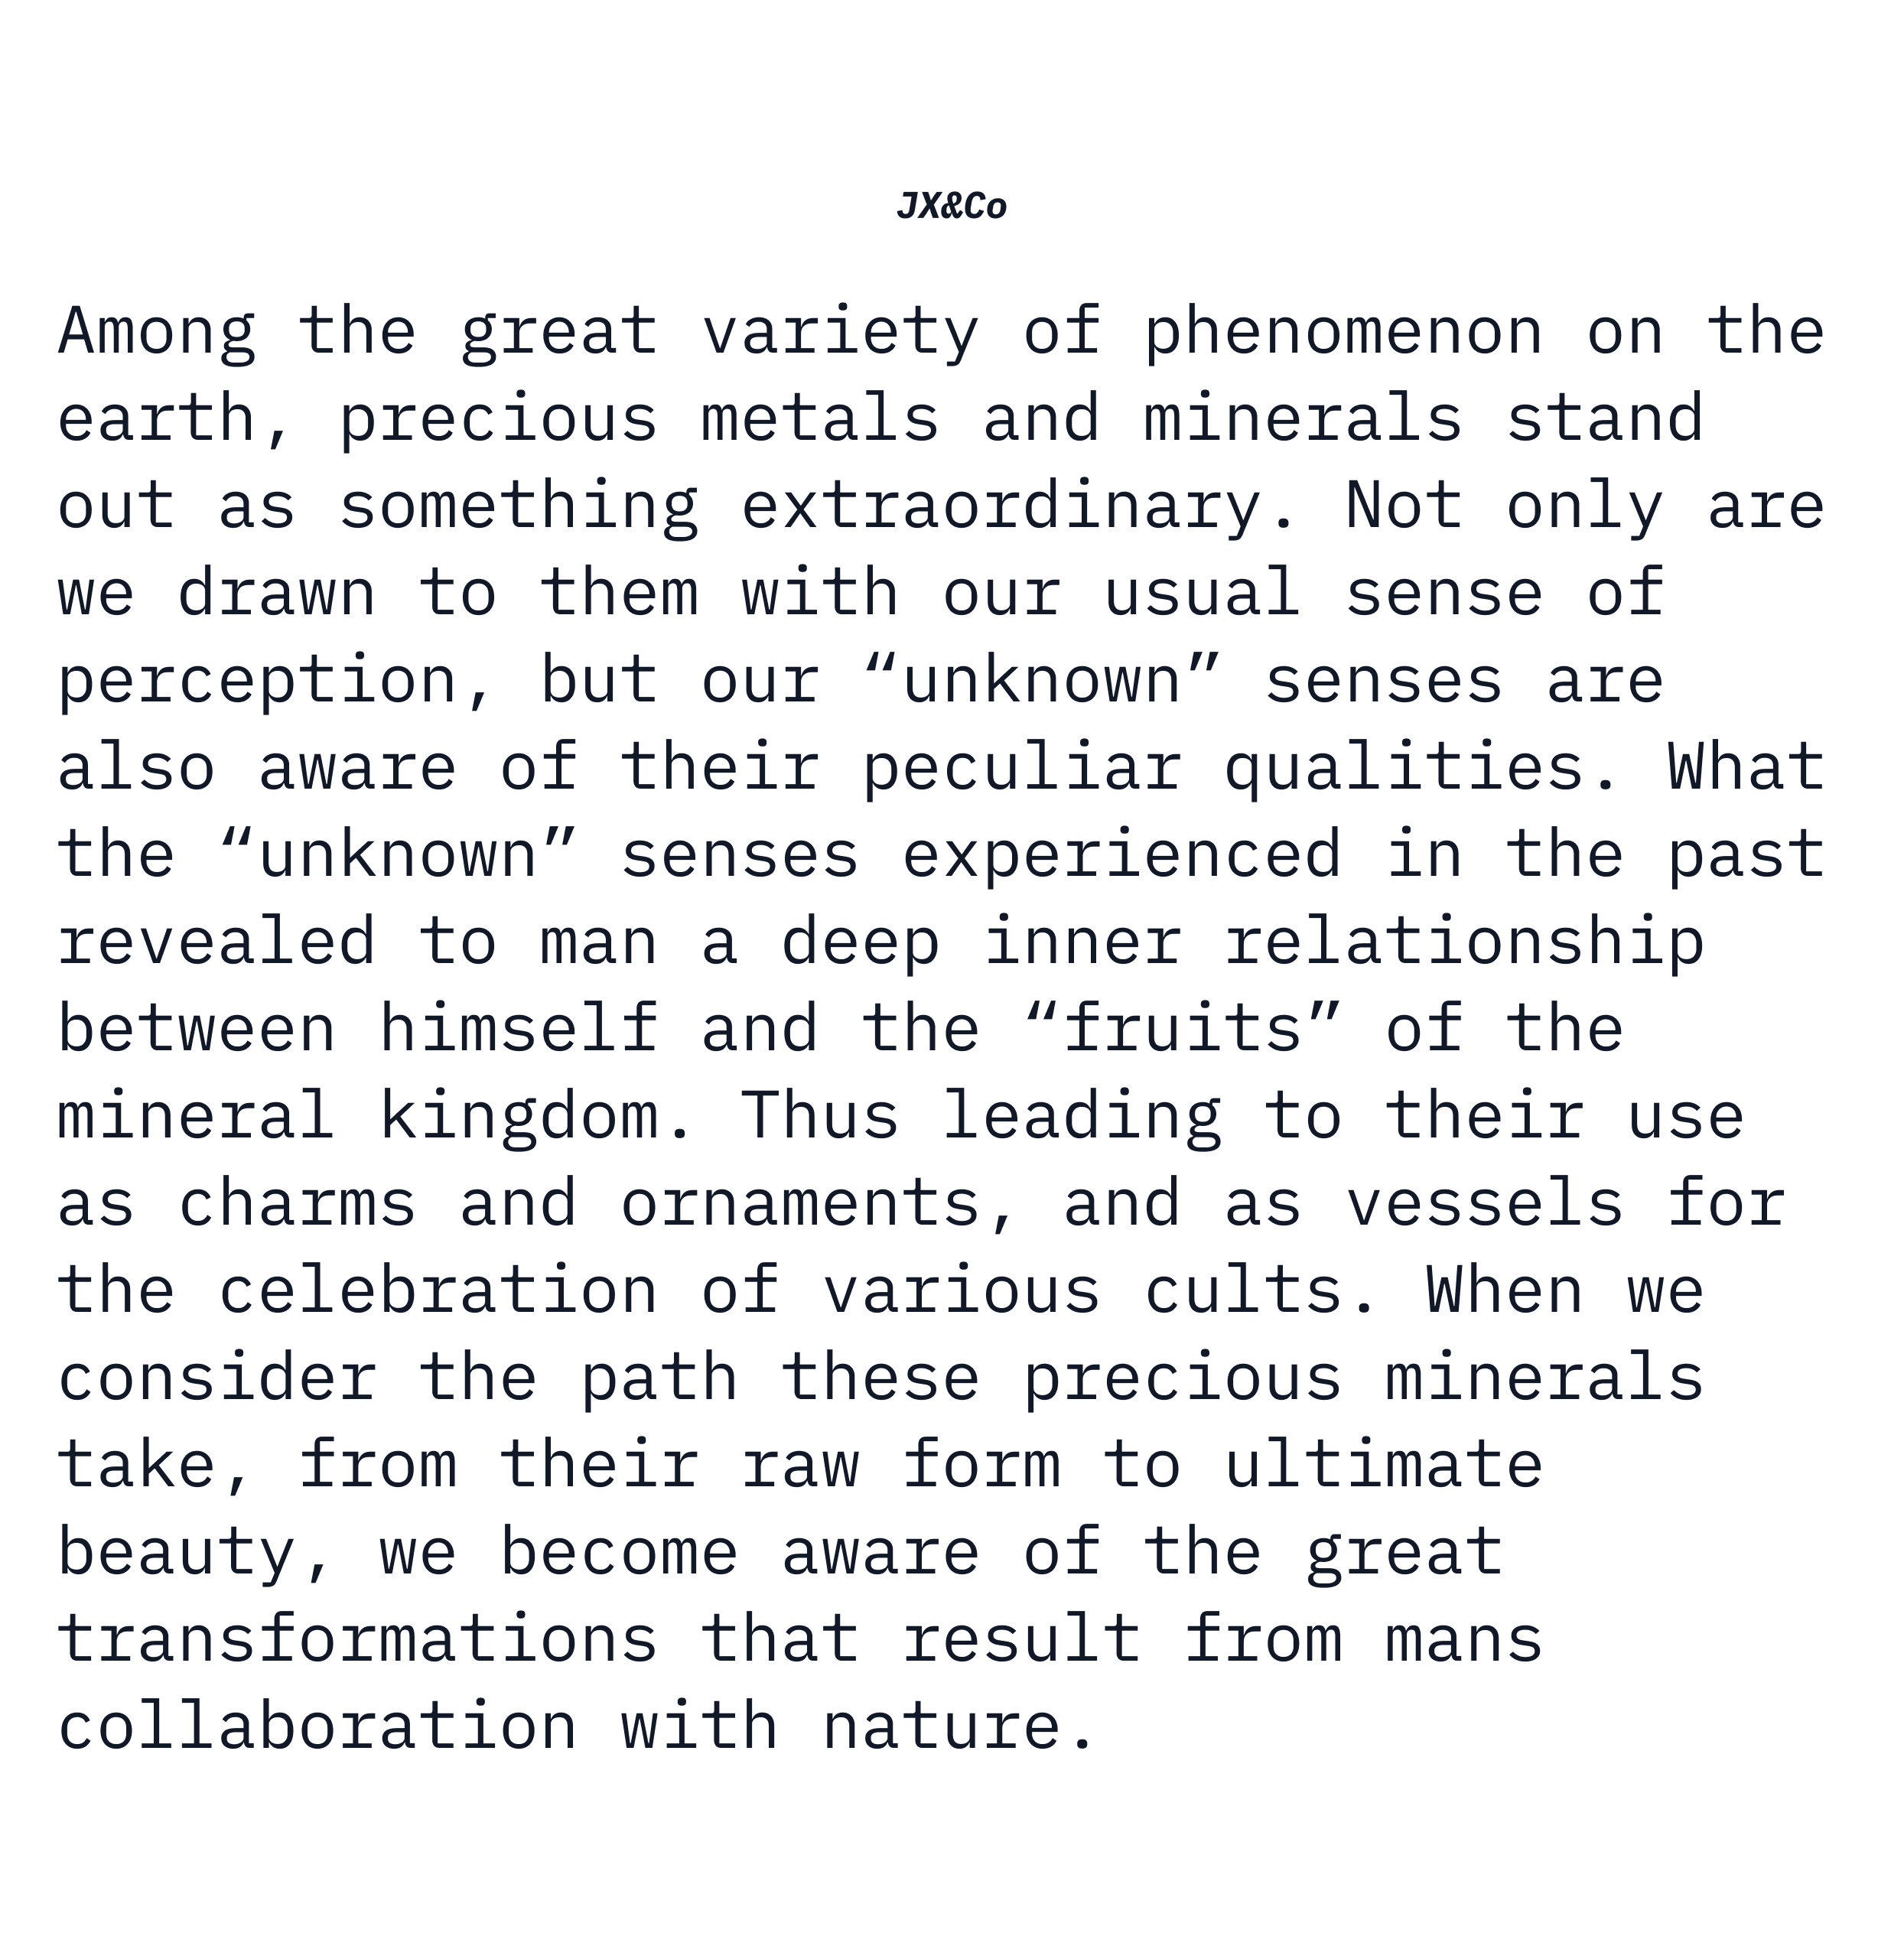 JX&Co
Among the great variety of phenomenon on the
earth, precious metals and minerals stand
out as something extraordinary. Not only are
we drawn to them with our usual sense of
perception, but our “unknown” senses are
also aware of their peculiar qualities. What
the “unknown” senses experienced in the past
revealed to man a deep inner relationship
between himself and the “fruits” of the
mineral kingdom. Thus leading to their use
as charms and ornaments, and as vessels for
the celebration of various cults. When we
consider the path these precious minerals
take, from their raw form to ultimate
beauty, we become aware of the great
transformations that result from mans
collaboration with nature.